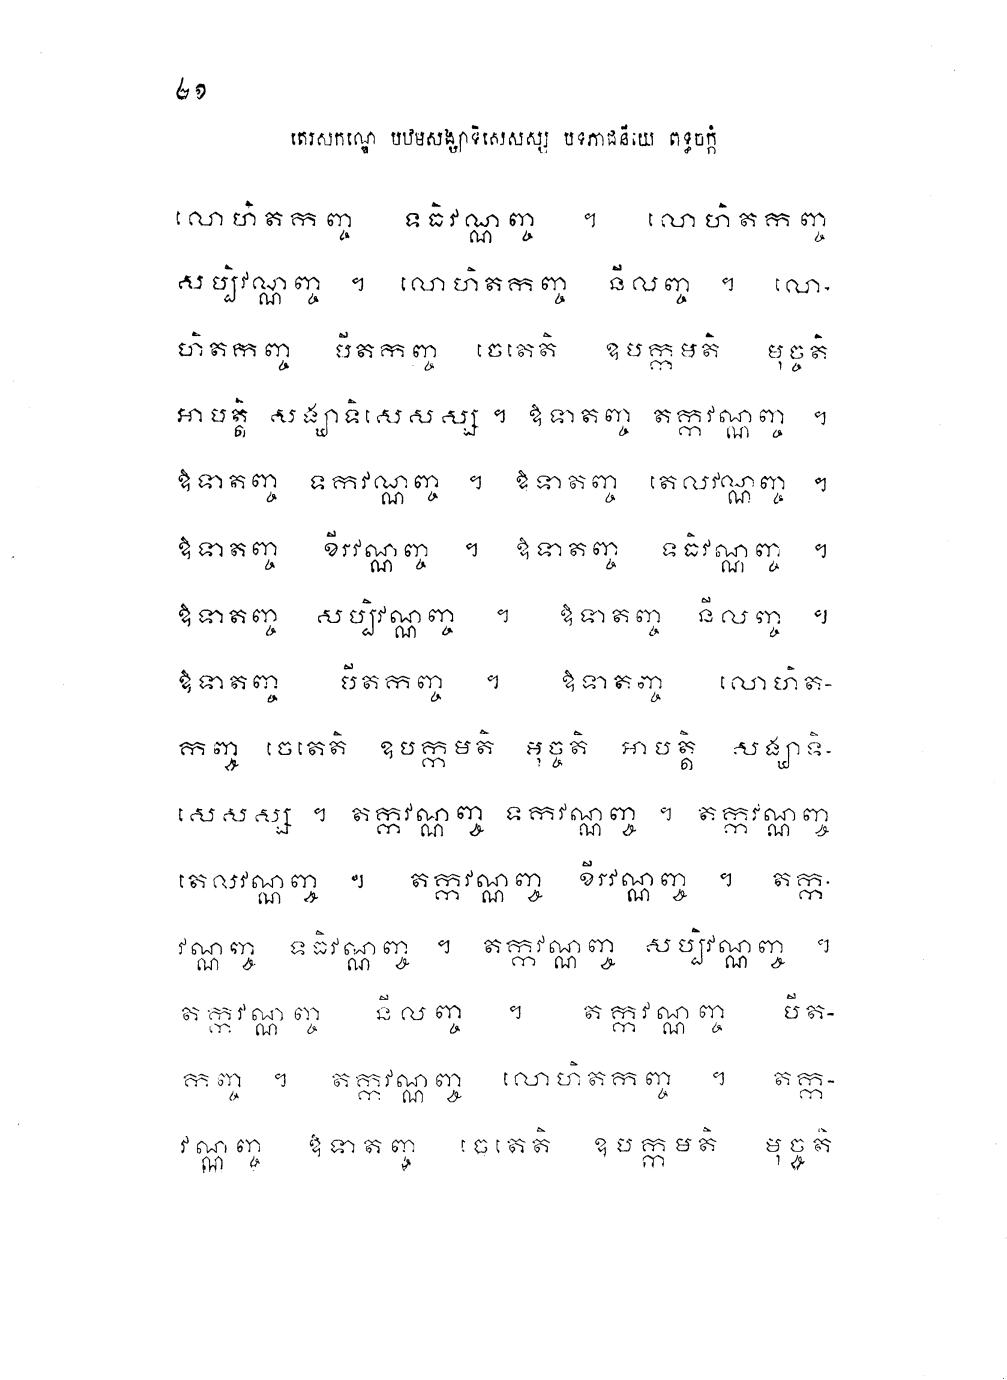 ៤១
តេរសកណ្ឌេ បឋមសង្ឃាទិសេសស្ស បទភាជនីយេ ពទ្ធចក្កំ
លោហិតកញ្ច ទធិវណ្ណញ្ច ។ លោហិតកញ្ច
សប្បិវណ្ណញ្ច ។ លោហិតកញ្ច នីលញ្ច ។ លោ-
ហិតកញ្ច បីតកញ្ច ចេតេតិ ឧបក្កមតិ មុច្ចតិ
អាបត្តិ សង្ឃាទិសេសស្ស ។ ឱទាតញ្ច តក្កវណ្ណញ្ច ។
ឱទាតញ្ច ទកវណ្ណញ្ច ។ ឱទាតញ្ច តេលវណ្ណញ្ច ។
ឱទាតញ្ច ខីរវណ្ណញ្ច ។ ឱទាតញ្ច ទធិវណ្ណញ្ច ។
ឱទាតញ្ច សប្បិវណ្ណញ្ច ។ ឱទាតញ្ច នីលញ្ច ។
ឱទាតញ្ច បីតកញ្ច ។ ឱទាតញ្ច លោហិត-
កញ្ច ចេតេតិ ឧបក្កមតិ មុច្ចតិ អាបត្តិ សង្ឃាទិ-
សេសស្ស ។ តក្កវណ្ណញ្ច ទកវណ្ណញ្ច ។ តក្កវណ្ណញ្ច
តេលវណ្ណញ្ច ។ តក្កវណ្ណញ្ច ខីរវណ្ណញ្ច ។ តក្ក-
វណ្ណញ្ច ទធិវណ្ណញ្ច ។ តក្កវណ្ណញ្ច សប្បិវណ្ណញ្ច ។
តក្កវណ្ណញ្ច នីលញ្ច ។ តក្កវណ្ណញ្ច បីត-
កញ្ច ។ តក្កវណ្ណញ្ច លោហិតកញ្ច ។ តក្ក-
វណ្ណញ្ច ឱទាតញ្ច ចេតេតិ ឧបក្កមតិ មុច្ចតិ